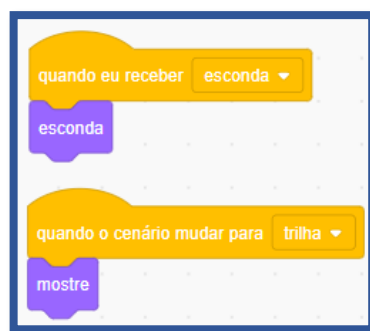 quando eu receber esconda
esconda
quando o cenário mudar para trilha
mostre